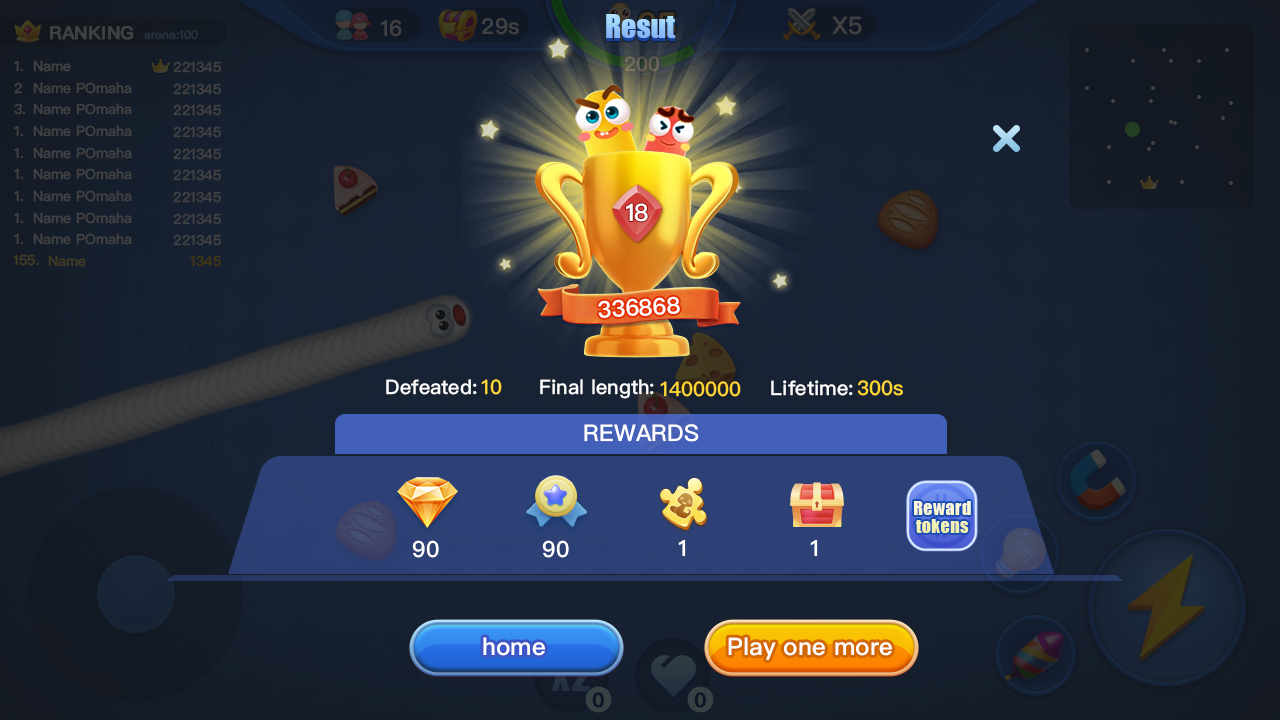 Resut
RANKING arena:100
16
29s
X5
200
1. Name 221345
2 Name POmaha 221345
3. Name POmaha 221345
1. Name POmaha 221345
1. Name POmaha 221345
1. Name POmaha 221345
1. Name POmaha 221345
1. Name POmaha 221345
1. Name POmaha 221345
155. Name 1345
18
336868
Defeated: 10 Final length: 1400000 Lifetime: 300s
REWARDS
90
90
1
1
Reward
tokens
home
Play one more
X2
0
0